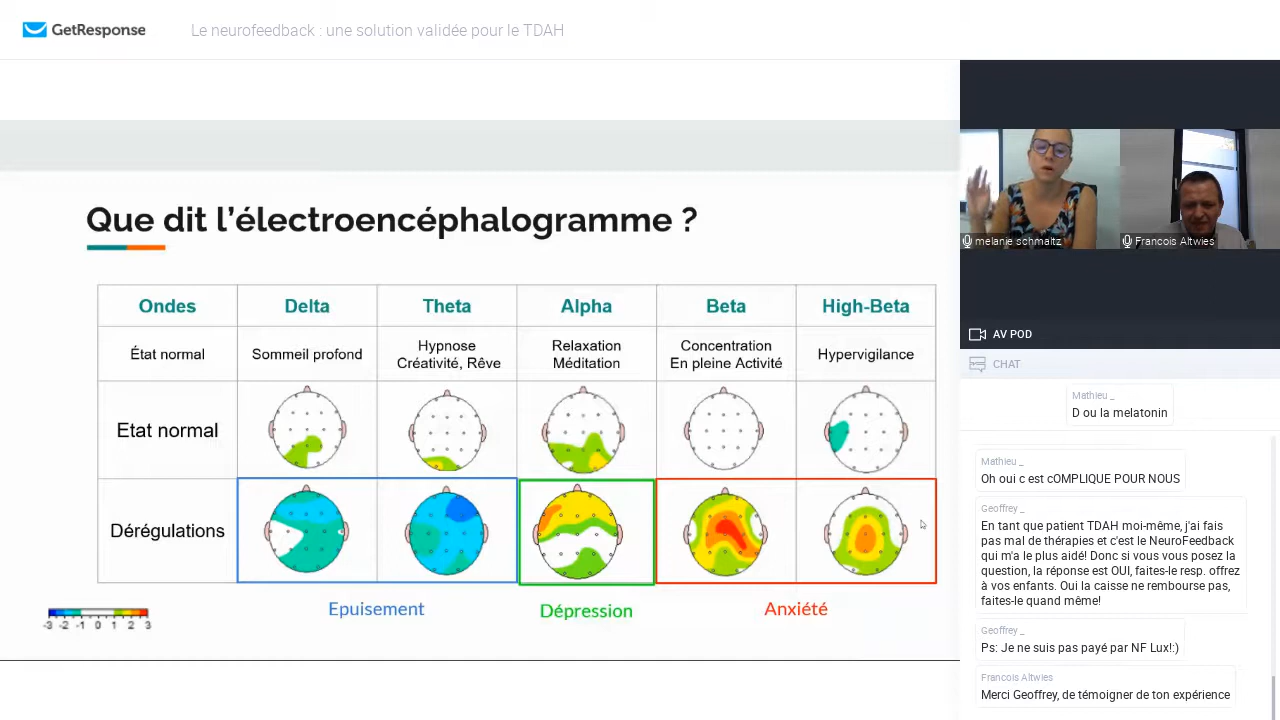 GetResponse
Le neurofeedback : une solution validée pour le TDAH
Que dit l'électroencéphalogramme ?
Ondes Delta Theta Alpha Beta High-Beta
État normal Sommeil profond Hypnose Relaxation Concentration Hypervigilance
Créativité, Rêve Méditation En pleine Activité
Etat normal
Dérégulations
Epuisement Dépression Anxiété
-3 -2 -1 0 1 2 3
melanie schmaltz
Francois Altwies
AV POD
CHAT
Mathieu _
D ou la melatonin
Mathieu _
Oh oui c est cOMPLIQUE POUR NOUS
Geoffrey _
En tant que patient TDAH moi-même, j'ai fais
pas mal de thérapies et c'est le NeuroFeedback
qui m'a le plus aidé! Donc si vous vous posez la
question, la réponse est OUI, faites-le resp. offrez
à vos enfants. Oui la caisse ne rembourse pas,
faites-le quand même!
Geoffrey _
Ps: Je ne suis pas payé par NF Lux!:)
Francois Altwies
Merci Geoffrey, de témoigner de ton expérience